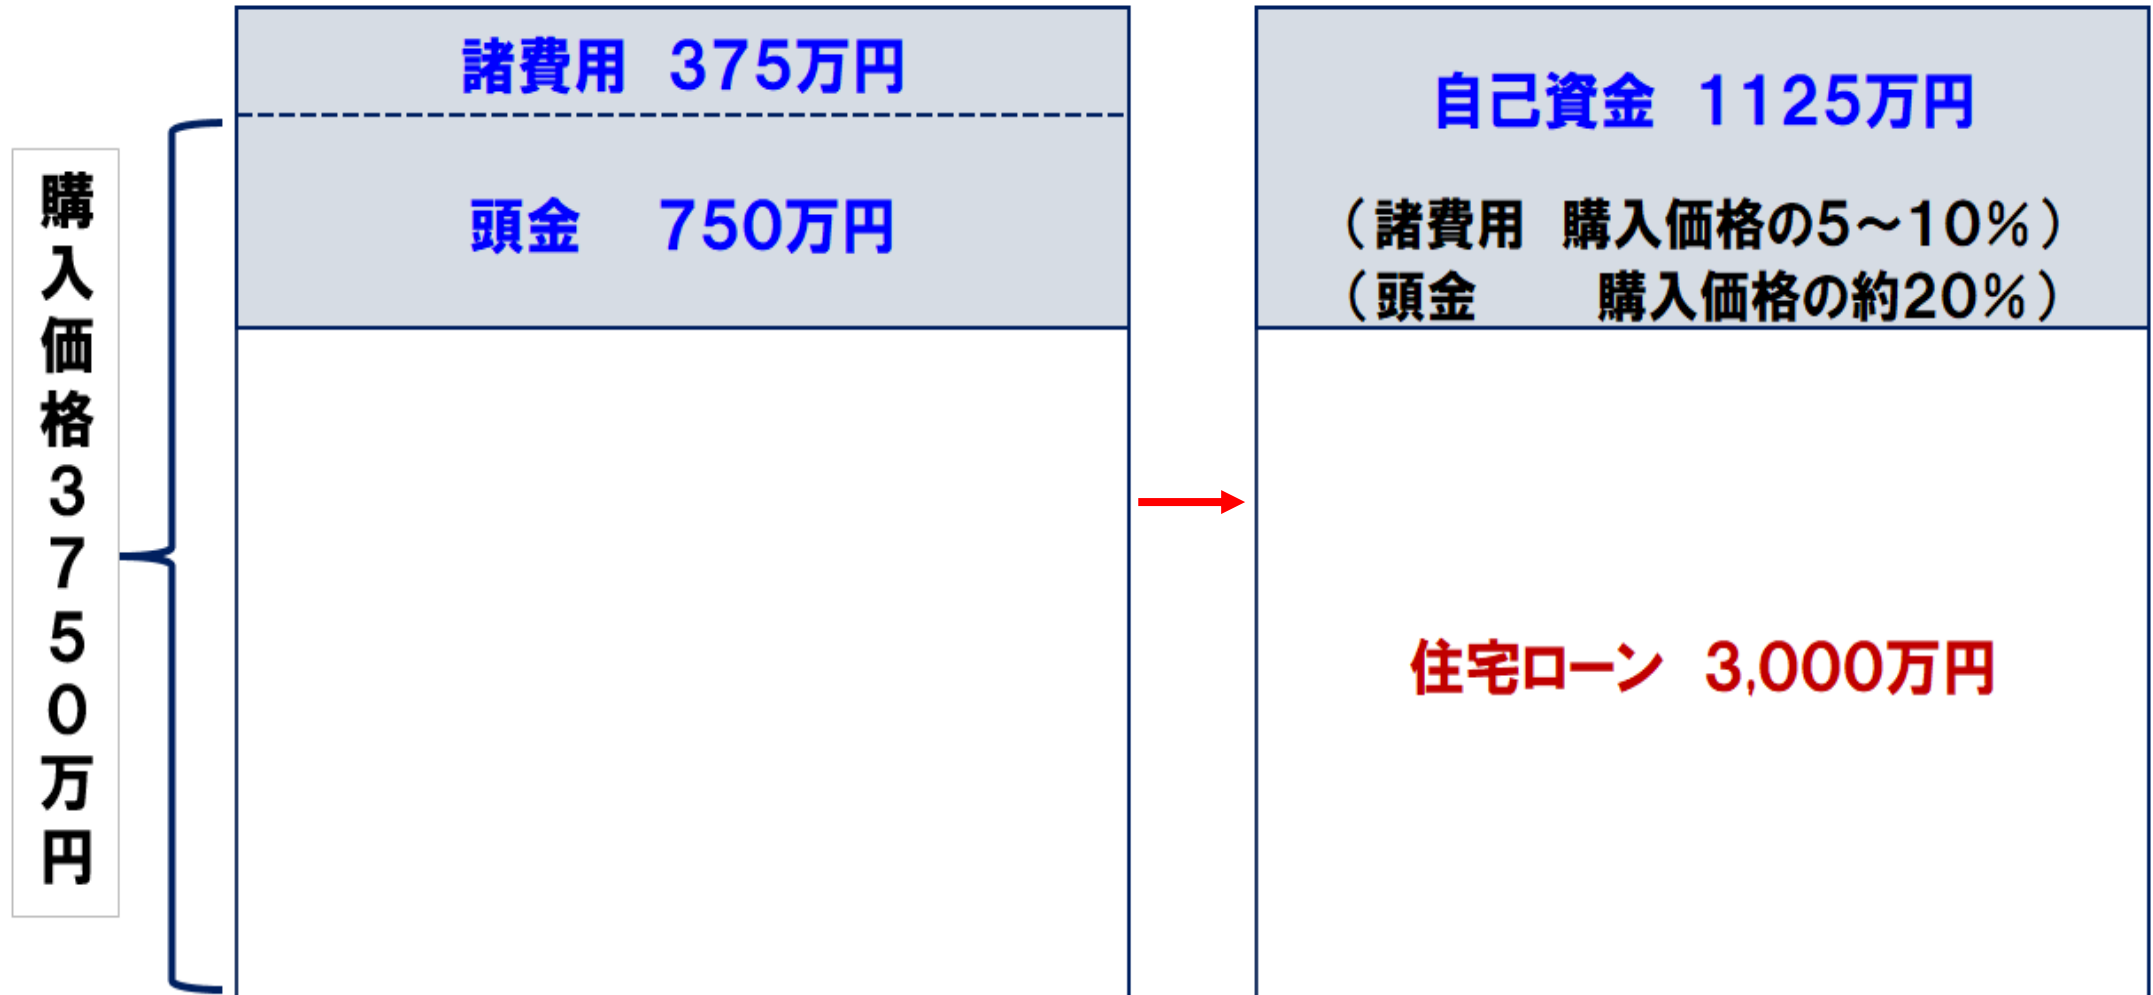 購入価格3750万円
諸費用 375万円
頭金 750万円
自己資金 1125万円
(諸費用 購入価格の5~10%)
(頭金 購入価格の約20%)
住宅ローン 3,000万円